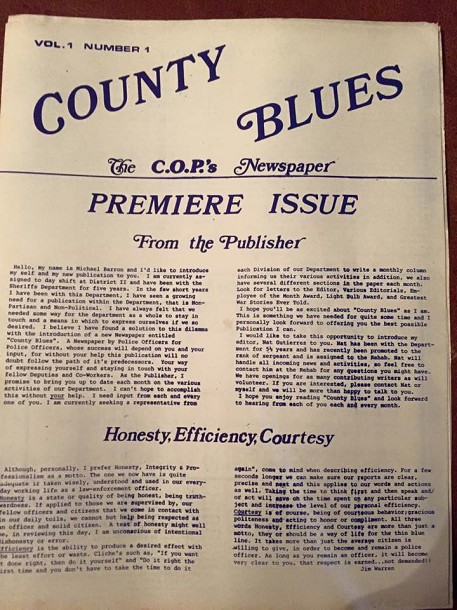 VOL.1 NUMBER 1
COUNTY BLUES
The C.O.P.'s Newspaper
PREMIERE ISSUE
From the Publisher
Hello, my name is Michael Barron and I'd like to introduce
my self and my new publication to you. I am currently as-
signed to day shift at District II and have been with the
Sheriffs Department for five years. In the few short years
I have been with this Department, I have seen a growing
need for a publication within the Department, that is Non-
Partisan and Non-Political. I have always felt that we
needed some way for the department as a whole to stay in
touch and a means in which to express ourselves if we so
desired. I believe I have found a solution to this dilemma
with the introduction of a new Newspaper entitled
"County Blues". A Newspaper by Police Officers for
Police Officers, whose success will depend on you and your
input, for without your help this publication will no
doubt follow the path of it's predecessors. Your way
of expressing yourself and staying in touch with your
fellow Deputies and Co-Workers. As the Publisher, I
promise to bring you up to date each month on the various
activities of our Department. I can't hope to accomplish
this without your help. I need input from each and every
one of you. I am currently seeking a representative from
each Division of our Department to write a monthly column
informing us their various activities in addition, we also
have several different sections in the paper each month.
Look for letters to the Editor, Various Editorials, Em-
ployee of the Month Award, Light Bulb Award, and Greatest
War Stories Ever Told.
I hope you'll be as excited about "County Blues" as I am.
This is something we have needed for quite some time and I
personally look forward to offering you the best possible
Publication I can.
I would like to take this opportunity to introduce my
editor, Nat Gutierrez to you. Nat has been with the Depart-
ment for 5½ years and has currently been promoted to the
rank of sergeant and is assigned to the Rehab. Nat will
handle all incoming news and activities, so feel free to
contact him at the Rehab for any questions you might have.
We have openings for as many contributing writers as will
volunteer. If you are interested, please contact Nat or
myself and we will be more than happy to talk to you.
I hope you enjoy reading "County Blues" and look forward
to hearing from each of you each and every month.
Honesty, Efficiency, Courtesy
Although, personally, I prefer Honesty, Integrity & Pro-
fessionalism as a motto. The one we now have is quite
adequate if taken wisely, understood and used in our every-
day working life as law-enforcement officers.
Honesty is a state or quality of being honest, being truth-
If applied to those we are supervised by, our
fellow officers and citizens that we come in contact with
in our daily toils, we cannot but help being respected as
an officer and solid citizen. A test of honesty might well
be, in reviewing this day, I am unconscious of intentional
dishonesty or error.
Efficiency is the ability to produce a desired effect with
the least effort or waste. Cliche's such as, "If you want
it done right, then do it yourself" and "Do it right the
first time and you don't have to take the time to do it
again", come to mind when describing efficiency. For a few
seconds longer we can make sure our reports are clear,
precise and neat and this applies to our words and actions
as well. Taking the time to think first and then speak and/
or act will save on the time spent on any particular sub-
ject and increase the level of your personal efficency.
Courtesy is of course, being of courteous behavior;gracious
politeness and acting to honor or compliment. All three
words Honesty, Efficiency and Courtesy are more than just a
motto, they or should be a way of life for the thin blue
line. It takes more than just the average citizen is
willing to give, in order to become and remain a police
officer. As long as you remain an officer, it will become
very clear to you, that respect is earned...not demanded!!
Jim Warren